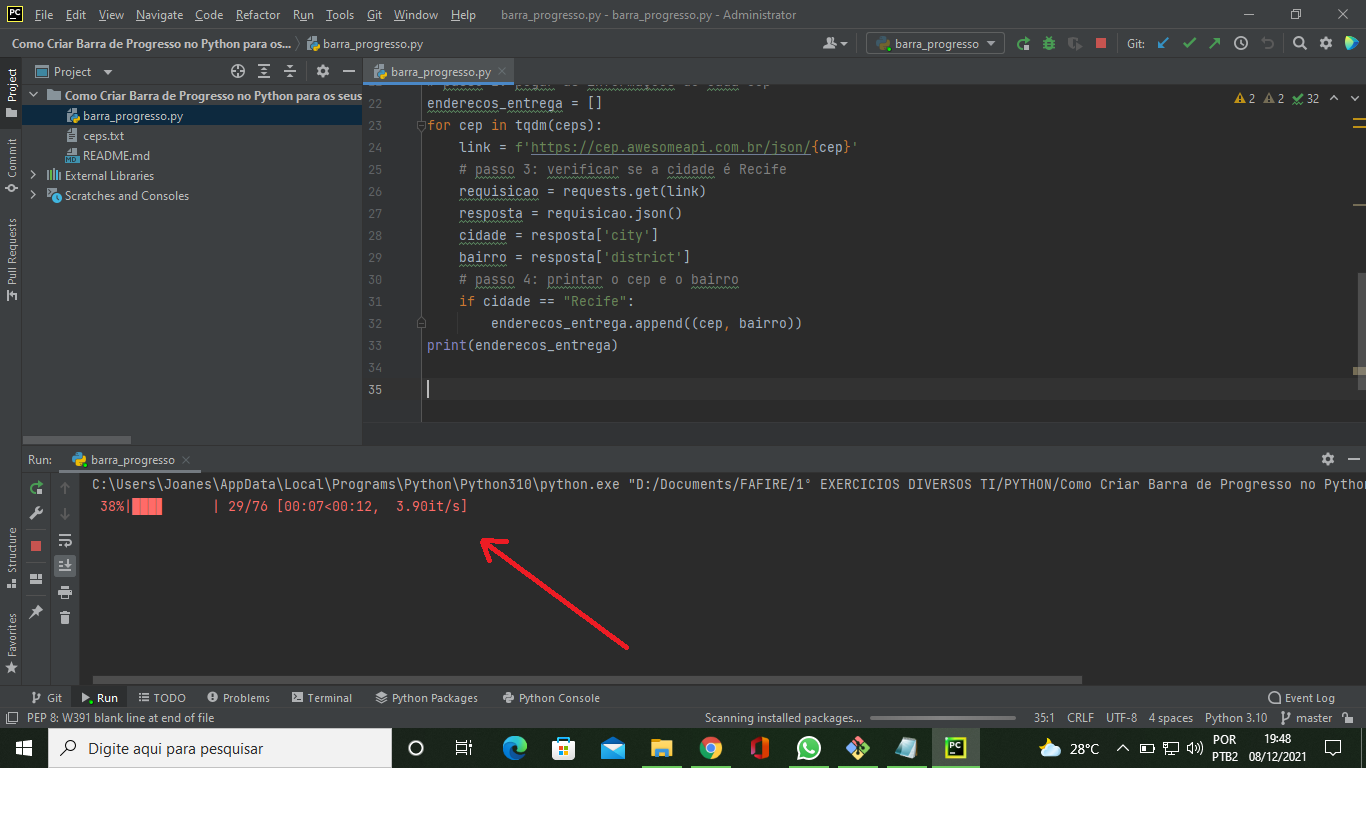 PC File Edit View Navigate Code Refactor Run Tools Git Window Help barra_progresso.py - barra_progresso.py - Administrator
Como Criar Barra de Progresso no Python para os... barra_progresso.py barra_progresso Git:
Project barra_progresso.py
Como Criar Barra de Progresso no Python para os seus
barra_progresso.py
ceps.txt
README.md
External Libraries
Scratches and Consoles
Project
Commit
Pull Requests
Structure
Favorites
2 2 32
22 enderecos_entrega = []
23 for cep in tqdm(ceps):
24 link = f'https://cep.awesomeapi.com.br/json/{cep}'
25 # passo 3: verificar se a cidade é Recife
26 requisicao = requests.get(link)
27 resposta = requisicao.json()
28 cidade = resposta['city']
29 bairro = resposta['district']
30 # passo 4: printar o cep e o bairro
31 if cidade == "Recife":
32 enderecos_entrega.append((cep, bairro))
33 print(enderecos_entrega)
34
35
Run: barra_progresso
C:\Users\Joanes\AppData\Local\Programs\Python\Python310\python.exe "D:/Documents/FAFIRE/1° EXERCICIOS DIVERSOS TI/PYTHON/Como Criar Barra de Progresso no Python
38%|████ | 29/76 [00:07<00:12, 3.90it/s]
Git Run TODO Problems Terminal Python Packages Python Console Event Log
PEP 8: W391 blank line at end of file Scanning installed packages... 35:1 CRLF UTF-8 4 spaces Python 3.10 master
Digite aqui para pesquisar 28°C POR 19:48
PTB2 08/12/2021